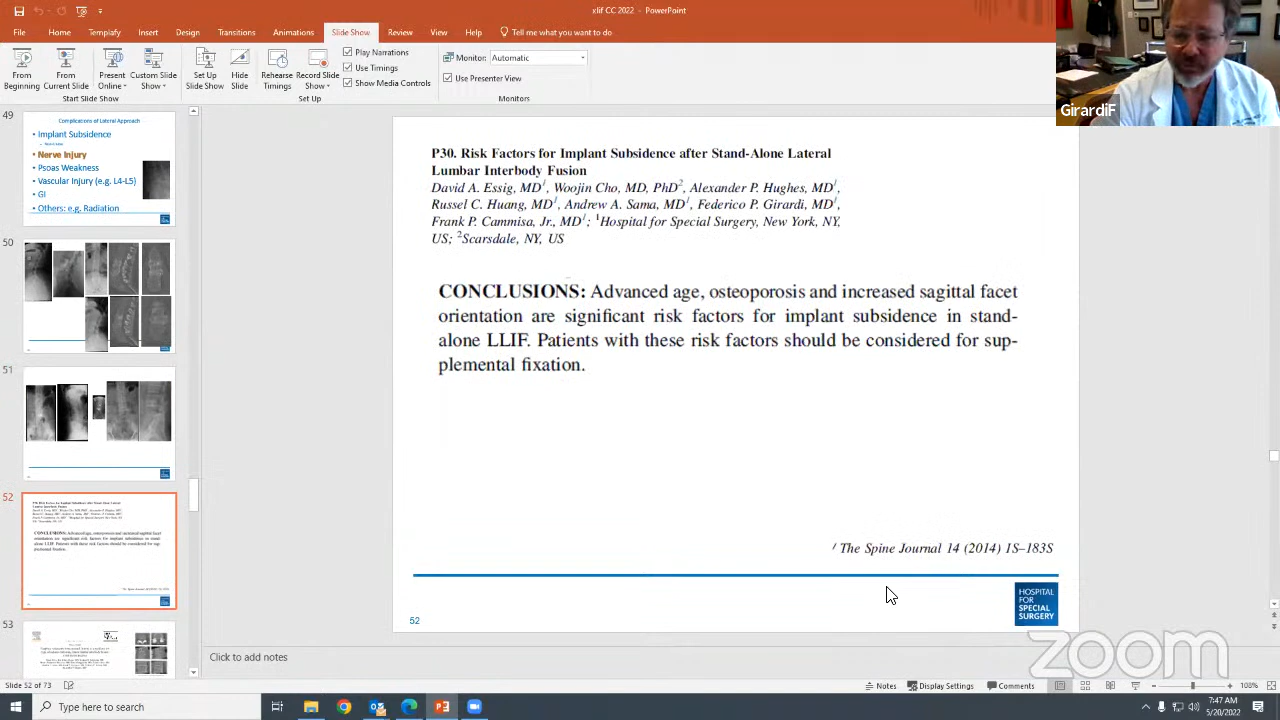 xlif CC 2022 - PowerPoint
File Home Templafy Insert Design Transitions Animations Slide Show Review View Help Tell me what you want to do
From Beginning
From Current Slide
Present Online
Custom Slide Show
Start Slide Show
Set Up Slide Show
Hide Slide
Rehearse Timings
Record Slide Show
Play Narrations
Use Timings
Show Media Controls
Set Up
Monitor: Automatic
Use Presenter View
Monitors
GirardiF
49
Complications of Lateral Approach
• Implant Subsidence
• Nerve Injury
• Psoas Weakness
• Vascular Injury (e.g. L4-L5)
• GI
• Others: e.g. Radiation
50
51
52
53
P30. Risk Factors for Implant Subsidence after Stand-Alone Lateral
Lumbar Interbody Fusion
David A. Essig, MD1, Woojin Cho, MD, PhD2, Alexander P. Hughes, MD1,
Russel C. Huang, MD1, Andrew A. Sama, MD1, Federico P. Girardi, MD1,
Frank P. Cammisa, Jr., MD1; 1Hospital for Special Surgery, New York, NY,
US; 2Scarsdale, NY, US
CONCLUSIONS: Advanced age, osteoporosis and increased sagittal facet
orientation are significant risk factors for implant subsidence in stand-
alone LLIF. Patients with these risk factors should be considered for sup-
plemental fixation.
The Spine Journal 14 (2014) 1S–183S
52
HOSPITAL
FOR
SPECIAL
SURGERY
zoom
Click to add notes
Slide 52 of 73
Notes Display Settings Comments 108%
7:47 AM
5/20/2022